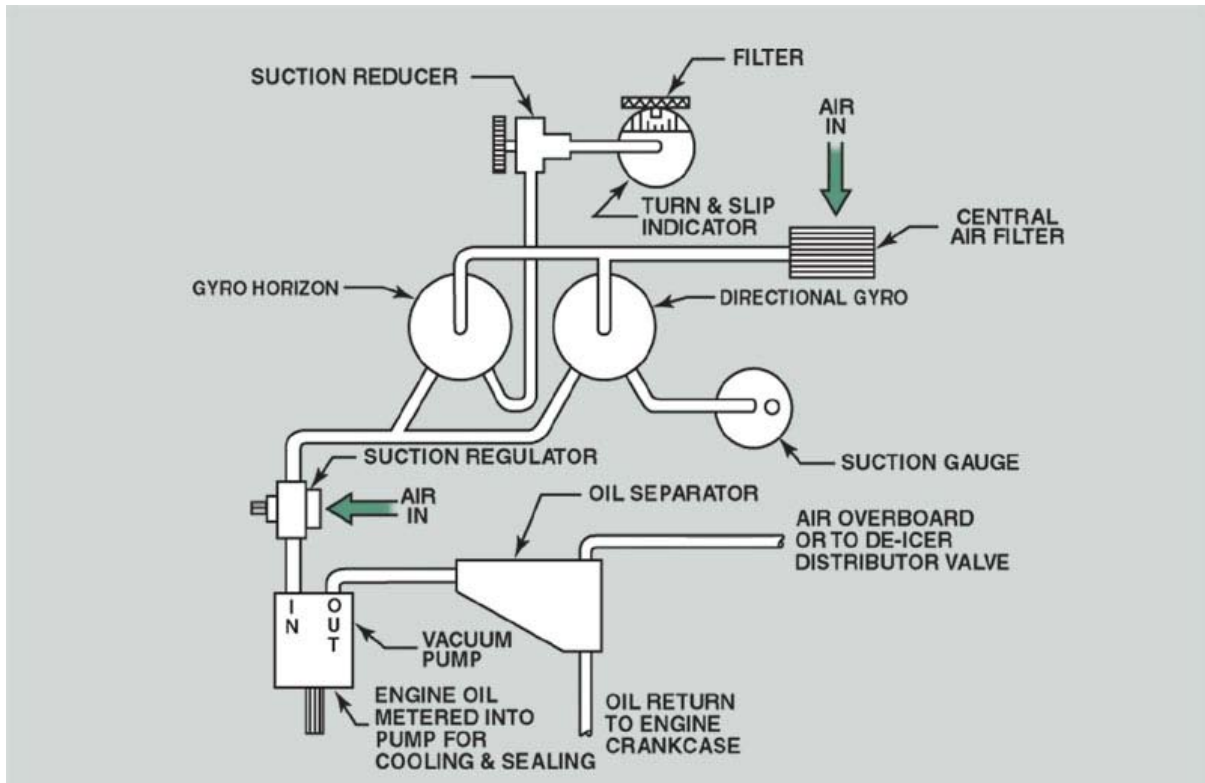 SUCTION REDUCER
FILTER
AIR
IN
TURN & SLIP
INDICATOR
CENTRAL
AIR FILTER
GYRO HORIZON
DIRECTIONAL GYRO
SUCTION REGULATOR
SUCTION GAUGE
AIR
IN
OIL SEPARATOR
AIR OVERBOARD
OR TO DE-ICER
DISTRIBUTOR VALVE
IN
OUT
VACUUM
PUMP
ENGINE OIL
METERED INTO
PUMP FOR
COOLING & SEALING
OIL RETURN
TO ENGINE
CRANKCASE